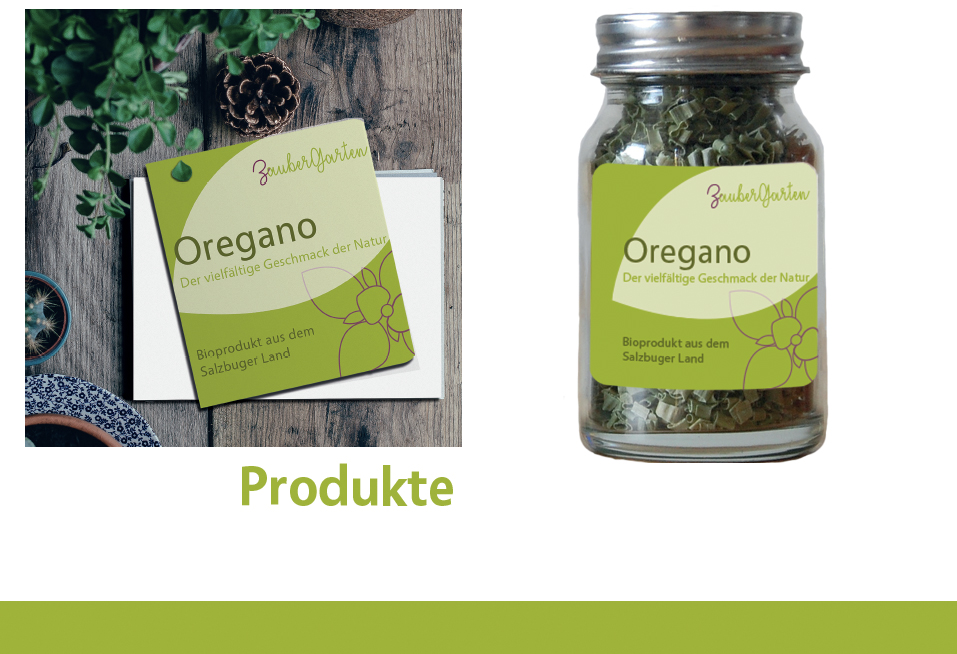 zauberGarten
Oregano
Der vielfältige Geschmack der Natur
Bioprodukt aus dem
Salzbuger Land
zauberGarten
Oregano
Der vielfältige Geschmack der Natur
Bioprodukt aus dem
Salzbuger Land
Produkte